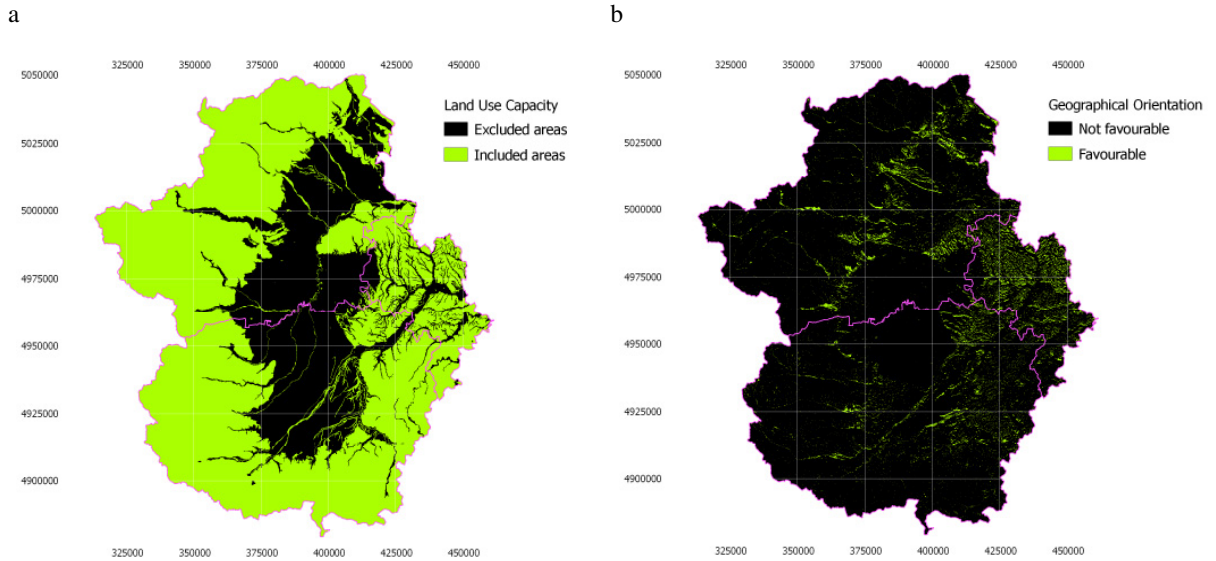 a
b
325000 350000 375000 400000 425000 450000
5050000
Land Use Capacity
Excluded areas
Included areas
5025000
5000000
4975000
4950000
4925000
4900000
325000 350000 375000 400000 425000 450000
325000 350000 375000 400000 425000 450000
5050000
Geographical Orientation
Not favourable
Favourable
5025000
5000000
4975000
4950000
4925000
4900000
325000 350000 375000 400000 425000 450000